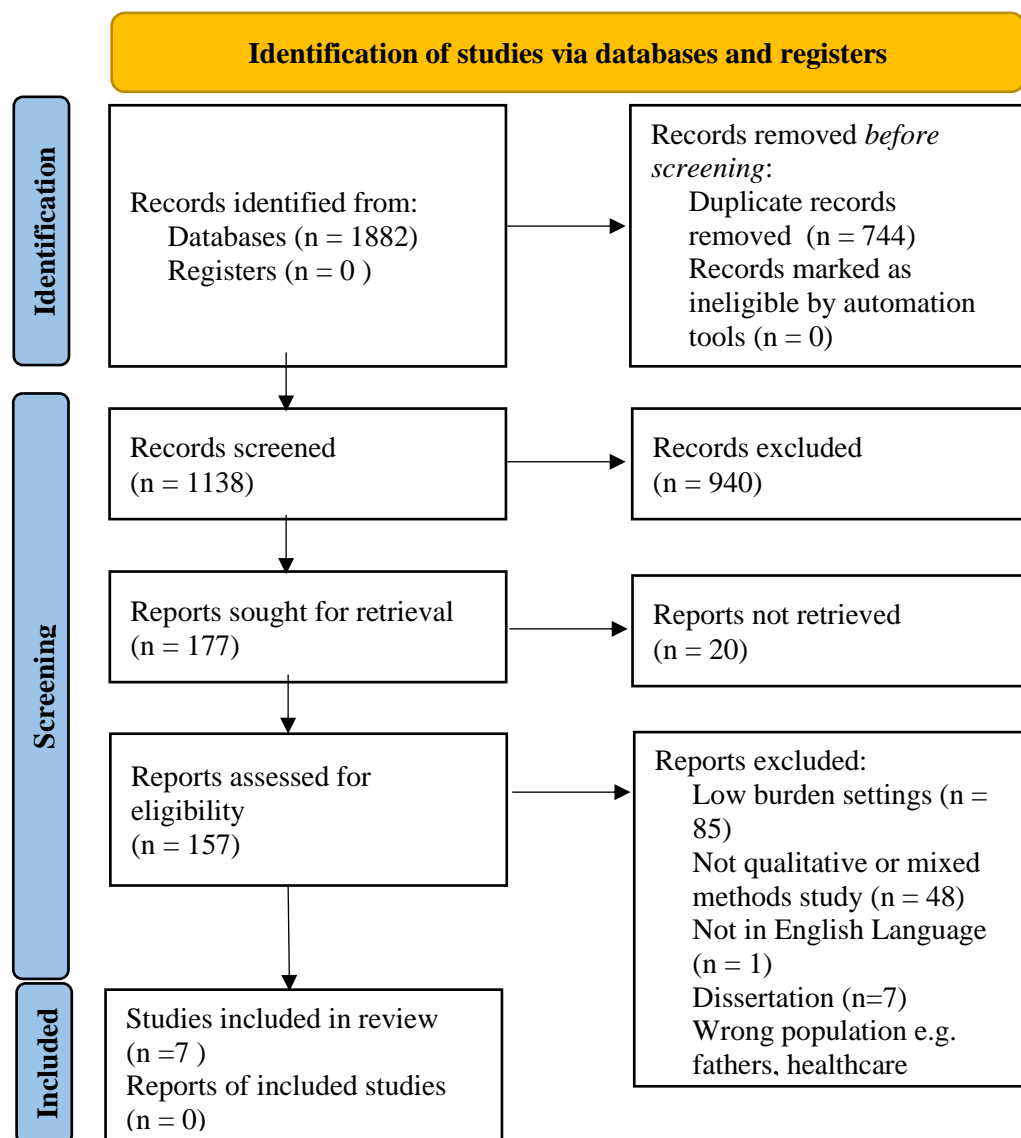 Identification of studies via databases and registers
Identification
Records identified from:
Databases (n = 1882)
Registers (n = 0 )
Records removed before
screening:
Duplicate records
removed  (n = 744)
Records marked as
ineligible by automation
tools (n = 0)
Screening
Records screened
(n = 1138)
Records excluded
(n = 940)
Reports sought for retrieval
(n = 177)
Reports not retrieved
(n = 20)
Reports assessed for
eligibility
(n = 157)
Reports excluded:
Low burden settings (n =
85)
Not qualitative or mixed
methods study (n = 48)
Not in English Language
(n = 1)
Dissertation (n=7)
Wrong population e.g.
fathers, healthcare
Included
Studies included in review
(n =7 )
Reports of included studies
(n = 0)